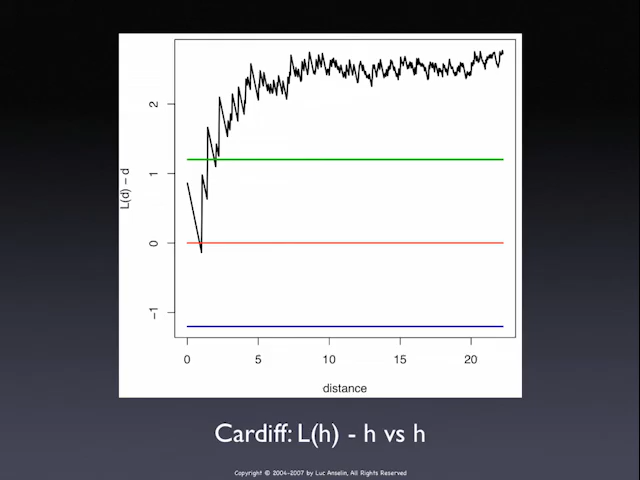 2
1
0
-1
L(d) - d
0 5 10 15 20
distance
Cardiff: L(h) - h vs h
Copyright © 2004-2007 by Luc Anselin, All Rights Reserved